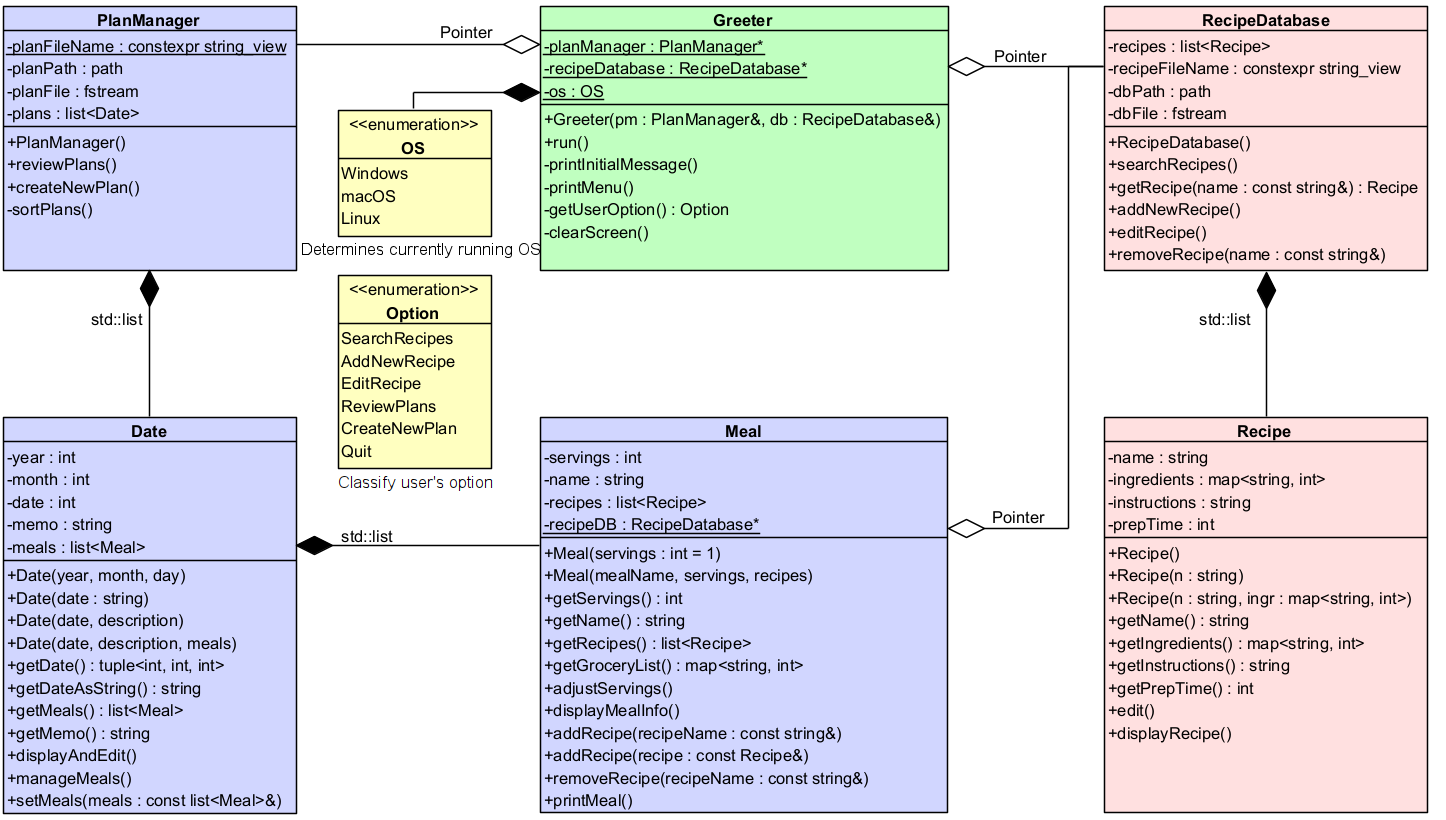 PlanManager
-planFileName : constexpr string_view
-planPath : path
-planFile : fstream
-plans : list<Date>
+PlanManager()
+reviewPlans()
+createNewPlan()
-sortPlans()
Pointer
Greeter
-planManager : PlanManager*
-recipeDatabase : RecipeDatabase*
-os : OS
+Greeter(pm : PlanManager&, db : RecipeDatabase&)
+run()
-printInitialMessage()
-printMenu()
-getUserOption() : Option
-clearScreen()
Pointer
RecipeDatabase
-recipes : list<Recipe>
-recipeFileName : constexpr string_view
-dbPath : path
-dbFile : fstream
+RecipeDatabase()
+searchRecipes()
+getRecipe(name : const string&) : Recipe
+addNewRecipe()
+editRecipe()
+removeRecipe(name : const string&)
<<enumeration>>
OS
Windows
macOS
Linux
Determines currently running OS
<<enumeration>>
Option
SearchRecipes
AddNewRecipe
EditRecipe
ReviewPlans
CreateNewPlan
Quit
Classify user's option
std::list
std::list
Date
-year : int
-month : int
-date : int
-memo : string
-meals : list<Meal>
+Date(year, month, day)
+Date(date : string)
+Date(date, description)
+Date(date, description, meals)
+getDate() : tuple<int, int, int>
+getDateAsString() : string
+getMeals() : list<Meal>
+getMemo() : string
+displayAndEdit()
+manageMeals()
+setMeals(meals : const list<Meal>&)
std::list
Meal
-servings : int
-name : string
-recipes : list<Recipe>
-recipeDB : RecipeDatabase*
+Meal(servings : int = 1)
+Meal(mealName, servings, recipes)
+getServings() : int
+getName() : string
+getRecipes() : list<Recipe>
+getGroceryList() : map<string, int>
+adjustServings()
+displayMealInfo()
+addRecipe(recipeName : const string&)
+addRecipe(recipe : const Recipe&)
+removeRecipe(recipeName : const string&)
+printMeal()
Pointer
Recipe
-name : string
-ingredients : map<string, int>
-instructions : string
-prepTime : int
+Recipe()
+Recipe(n : string)
+Recipe(n : string, ingr : map<string, int>)
+getName() : string
+getIngredients() : map<string, int>
+getInstructions() : string
+getPrepTime() : int
+edit()
+displayRecipe()